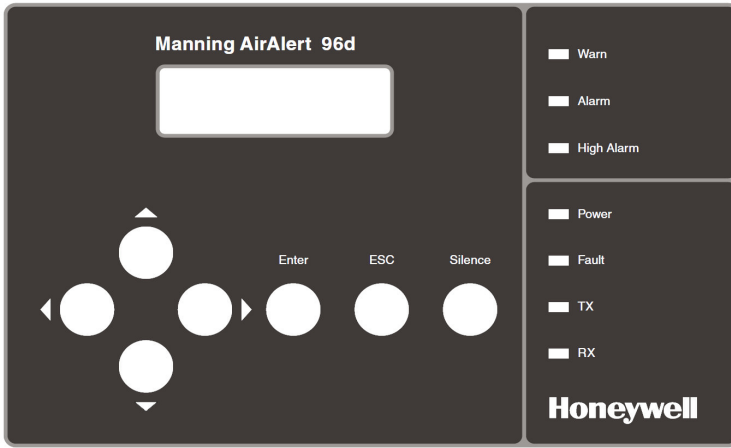 Manning AirAlert 96d
Enter
ESC
Silence
Warn
Alarm
High Alarm
Power
Fault
TX
RX
Honeywell